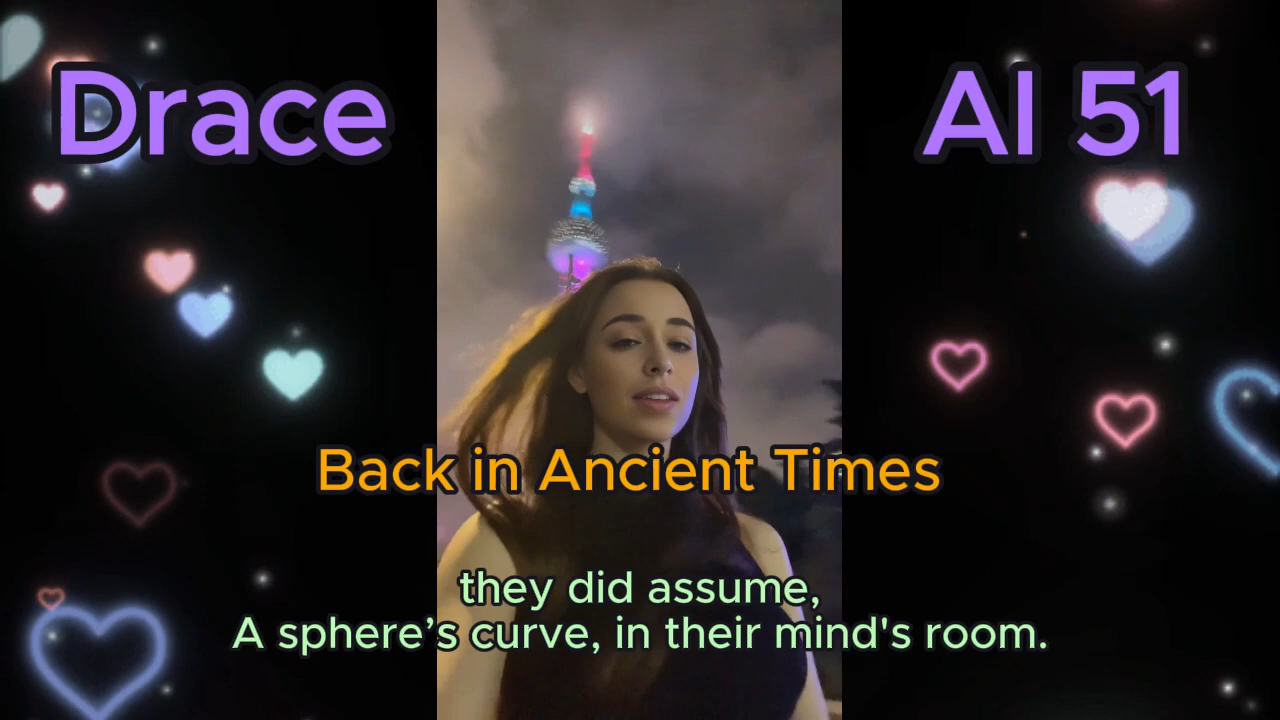 Drace
AI 51
Back in Ancient Times
they did assume,
A sphere’s curve, in their mind's room.